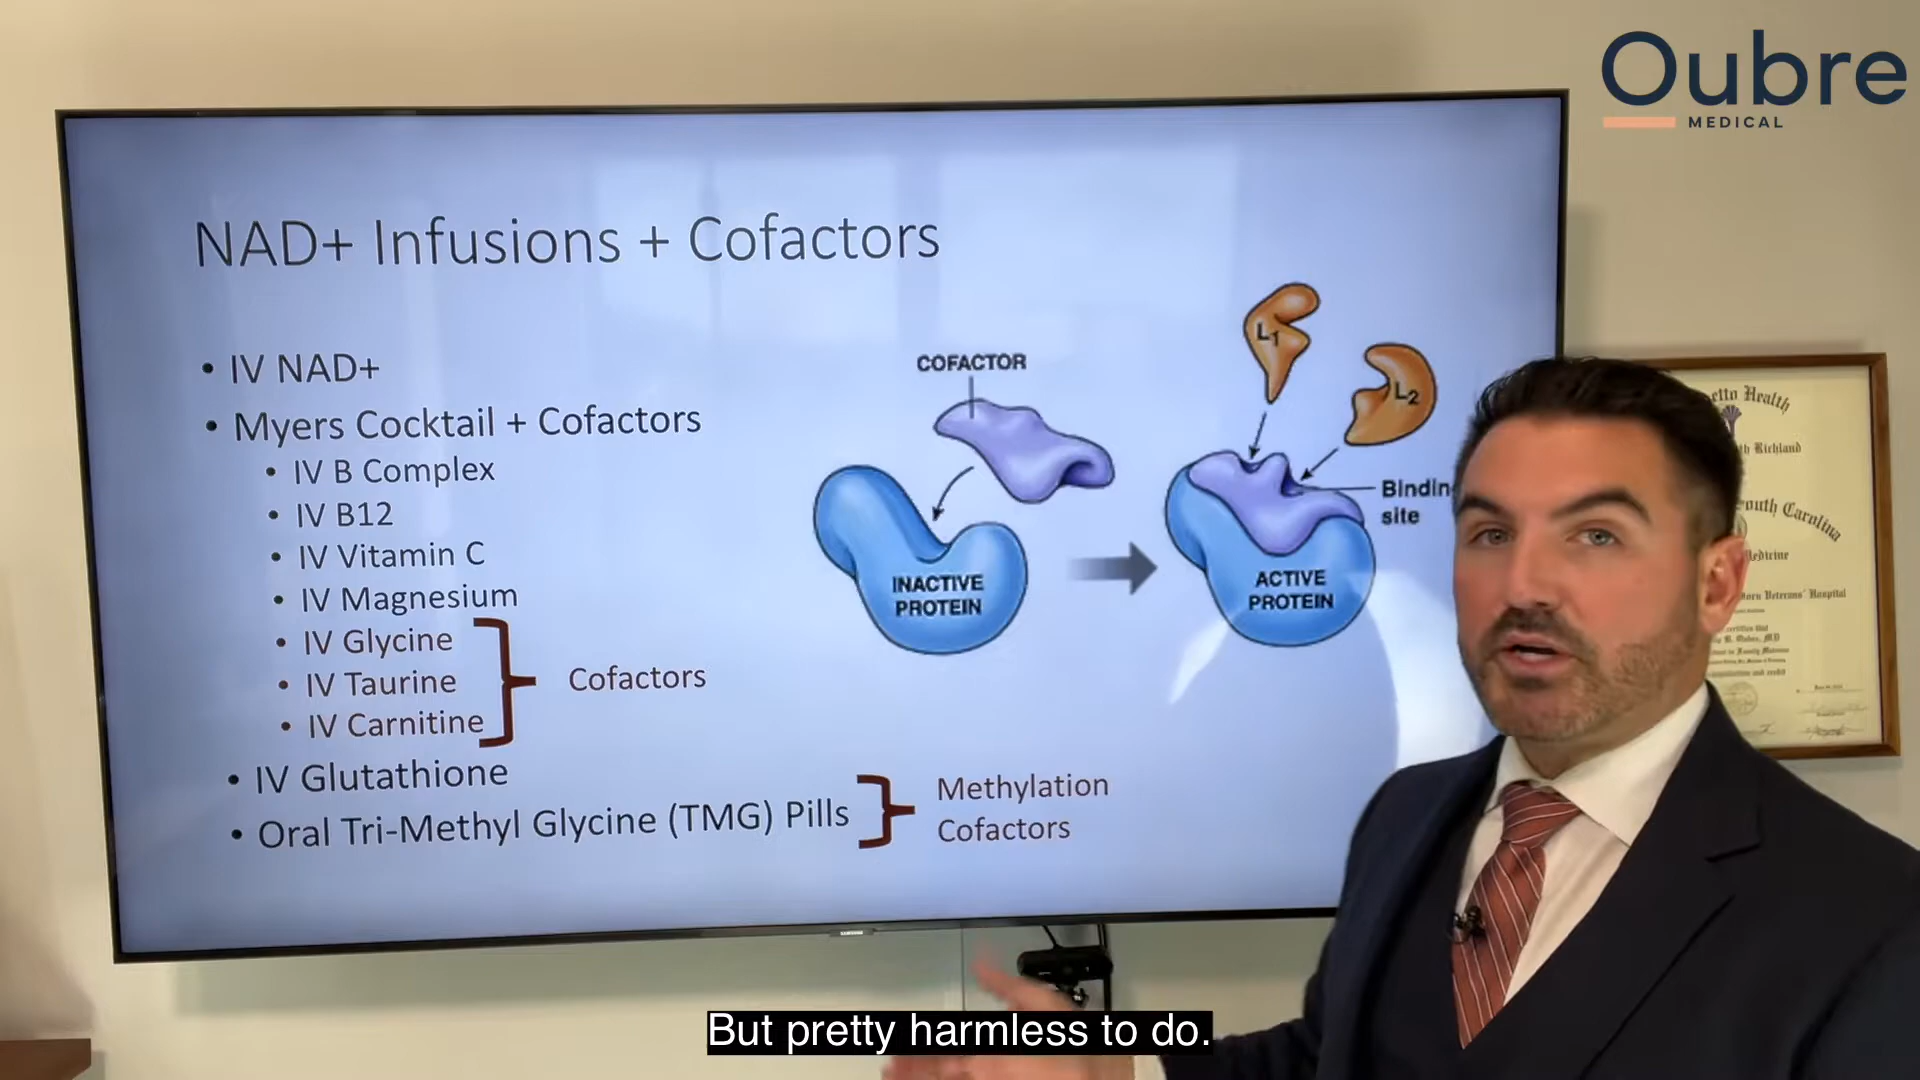 Oubre
MEDICAL
NAD+ Infusions + Cofactors
• IV NAD+
• Myers Cocktail + Cofactors
• IV B Complex
• IV B12
• IV Vitamin C
• IV Magnesium
• IV Glycine
• IV Taurine
• IV Carnitine
Cofactors
• IV Glutathione
• Oral Tri-Methyl Glycine (TMG) Pills
Methylation
Cofactors
COFACTOR
INACTIVE
PROTEIN
L1
L2
Bindin
site
ACTIVE
PROTEIN
Health
Richland
South Carolina
Medicine
Veterans' Hospital
But pretty harmless to do.